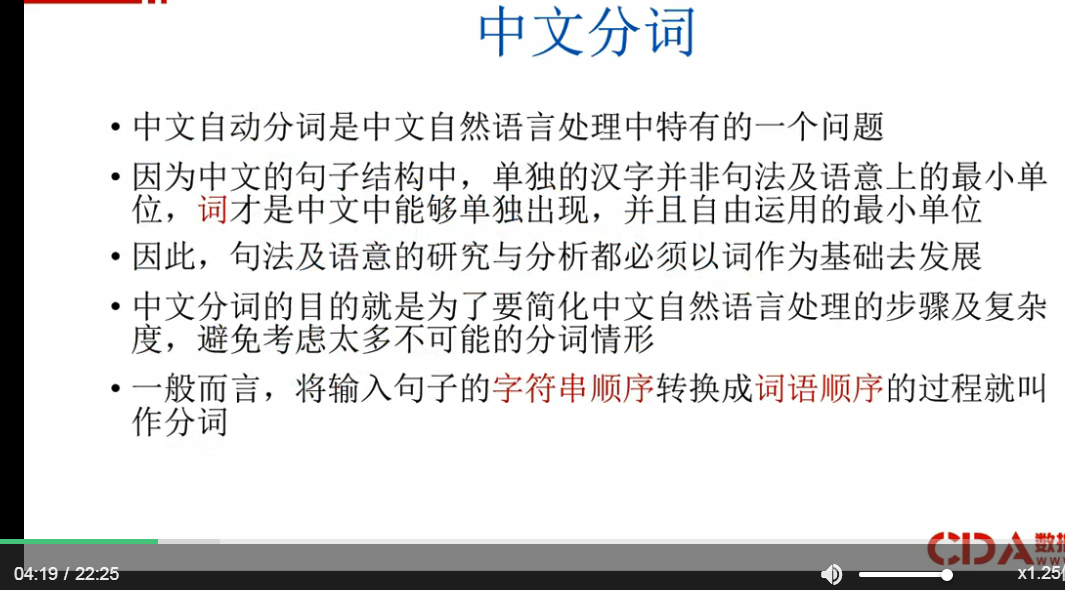 中文分词
• 中文自动分词是中文自然语言处理中特有的一个问题
• 因为中文的句子结构中，单独的汉字并非句法及语意上的最小单
位，词才是中文中能够单独出现，并且自由运用的最小单位
• 因此，句法及语意的研究与分析都必须以词作为基础去发展
• 中文分词的目的就是为了要简化中文自然语言处理的步骤及复杂
度，避免考虑太多不可能的分词情形
• 一般而言，将输入句子的字符串顺序转换成词语顺序的过程就叫
作分词
CDA 数据
04:19 / 22:25
x1.25